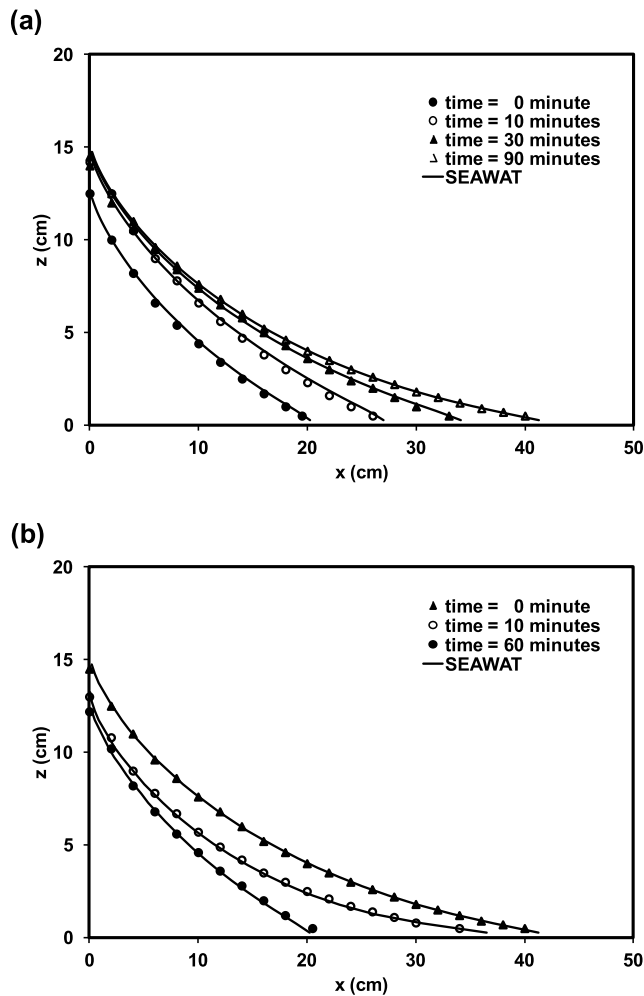 (a)
20
time = 0 minute
time = 10 minutes
15
time = 30 minutes
time = 90 minutes
SEAWAT
z (cm)
10
5
0
0 10 20 30 40 50
x (cm)
(b)
20
time = 0 minute
time = 10 minutes
time = 60 minutes
15
SEAWAT
z (cm)
10
5
0
0 10 20 30 40 50
x (cm)